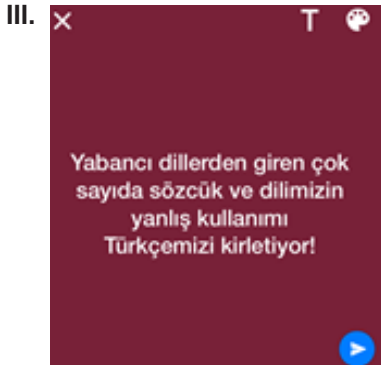 III.
T
Yabancı dillerden giren çok
sayıda sözcük ve dilimizin
yanlış kullanımı
Türkçemizi kirletiyor!